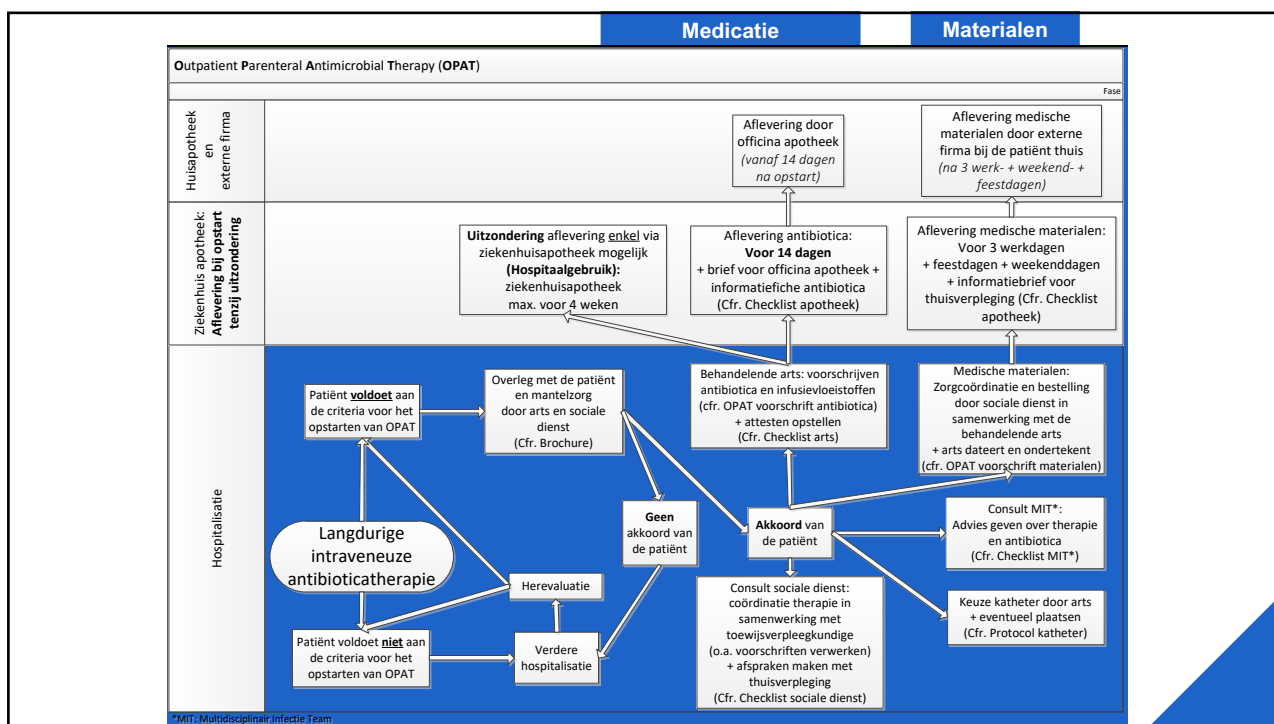 Medicatie
Materialen
Outpatient Parenteral Antimicrobial Therapy (OPAT)
Fase
Huisapotheek
en
externe firma
Aflevering door
officina apotheek
(vanaf 14 dagen
na opstart)
Aflevering medische
materialen door externe
firma bij de patiënt thuis
(na 3 werk- + weekend- +
feestdagen)
Ziekenhuis apotheek:
Aflevering bij opstart
tenzij uitzondering
Uitzondering aflevering enkel via
ziekenhuisapotheek mogelijk
(Hospitaalgebruik):
ziekenhuisapotheek
max. voor 4 weken
Aflevering antibiotica:
Voor 14 dagen
+ brief voor officina apotheek +
informatiefiche antibiotica
(Cfr. Checklist apotheek)
Aflevering medische materialen:
Voor 3 werkdagen
+ feestdagen + weekenddagen
+ informatiebrief voor
thuisverpleging (Cfr. Checklist
apotheek)
Hospitalisatie
Patiënt voldoet aan
de criteria voor het
opstarten van OPAT
Overleg met de patiënt
en mantelzorg
door arts en sociale
dienst
(Cfr. Brochure)
Behandelende arts: voorschrijven
antibiotica en infusievloeistoffen
(cfr. OPAT voorschrift antibiotica)
+ attesten opstellen
(Cfr. Checklist arts)
Medische materialen:
Zorgcoördinatie en bestelling
door sociale dienst in
samenwerking met de
behandelende arts
+ arts dateert en ondertekent
(cfr. OPAT voorschrift materialen)
Langdurige
intraveneuze
antibioticatherapie
Geen
akkoord van
de patiënt
Akkoord van
de patiënt
Consult MIT*:
Advies geven over therapie
en antibiotica
(Cfr. Checklist MIT*)
Herevaluatie
Consult sociale dienst:
coördinatie therapie in
samenwerking met
toewijsverpleegkundige
(o.a. voorschriften verwerken)
+ afspraken maken met
thuisverpleging
(Cfr. Checklist sociale dienst)
Keuze katheter door arts
+ eventueel plaatsen
(Cfr. Protocol katheter)
Patiënt voldoet niet aan
de criteria voor het
opstarten van OPAT
Verdere
hospitalisatie
*MIT: Multidisciplinair Infectie Team